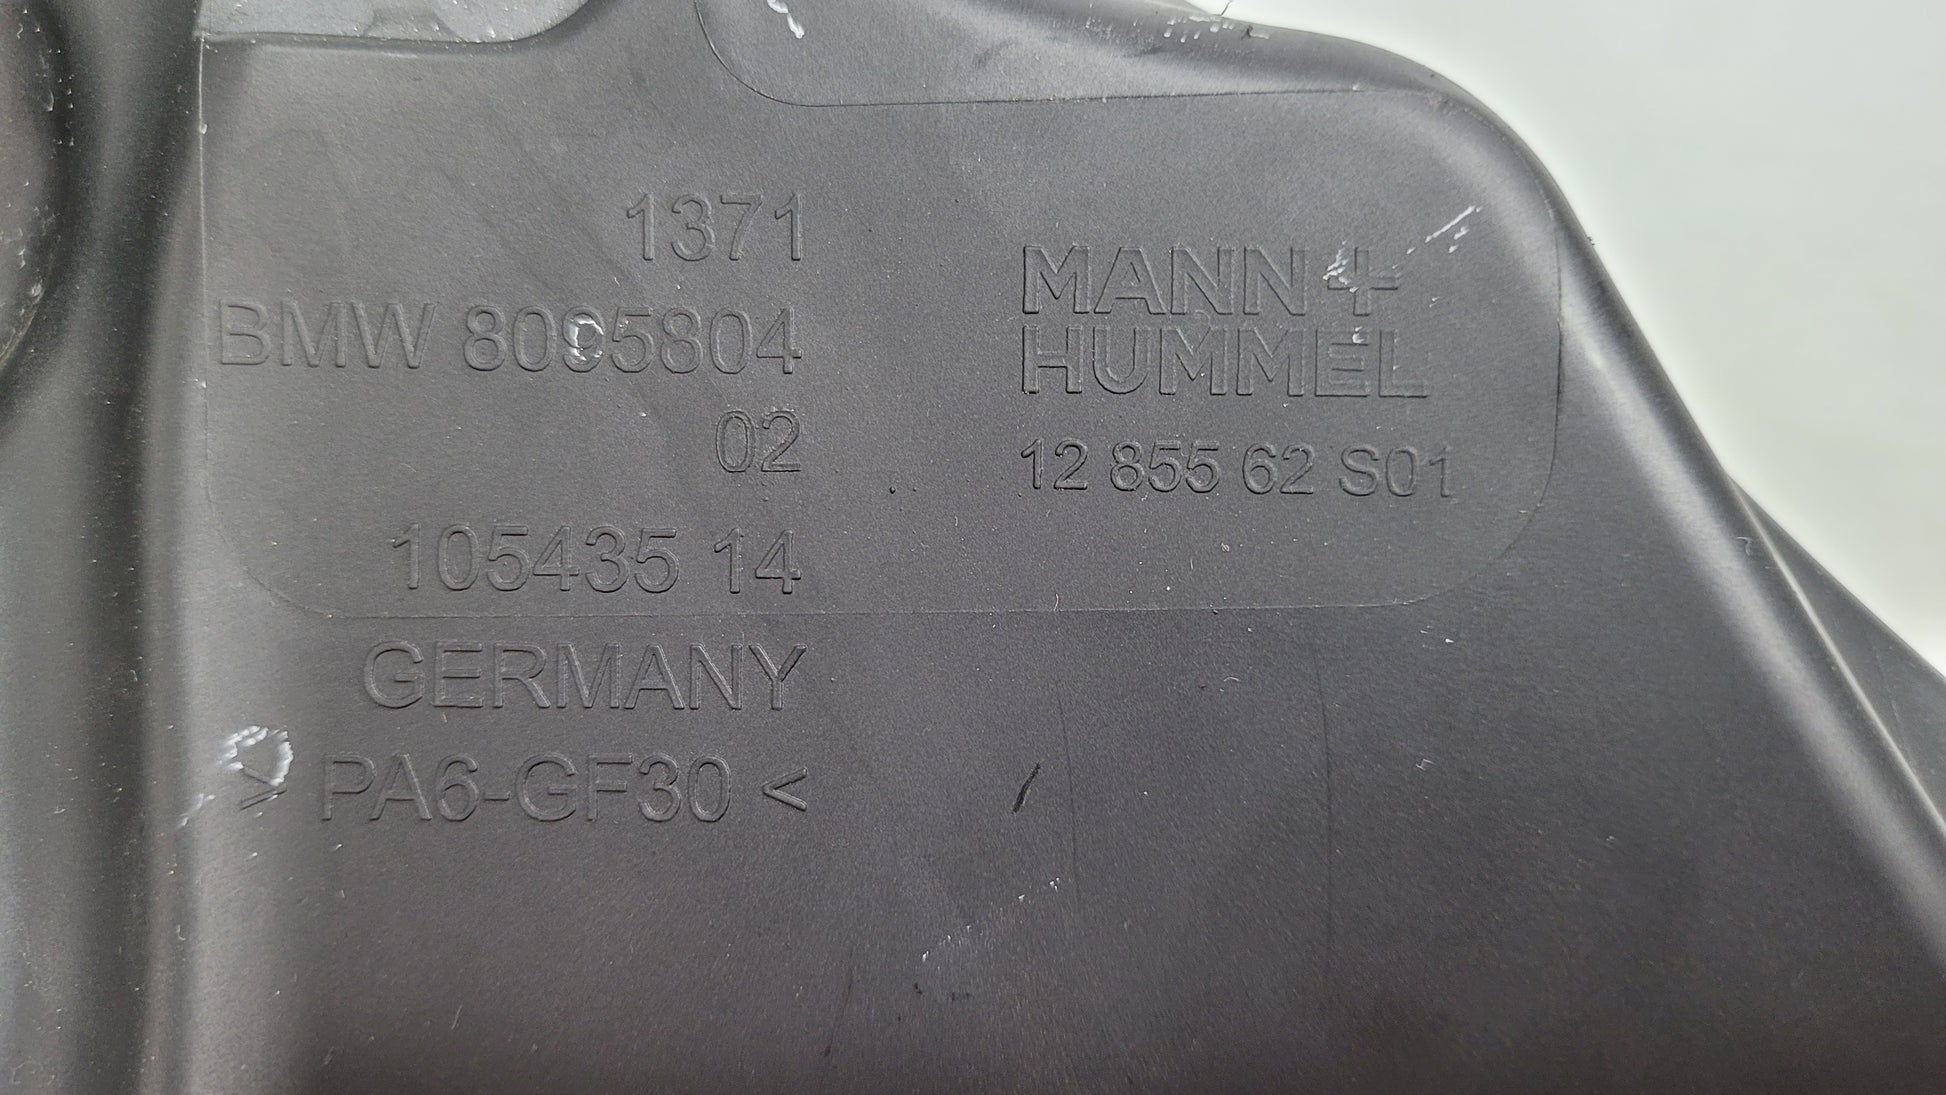 1371
BMW 8095804
02
105435 14
GERMANY
> PA6-GF30 <
MANN+
HUMMEL
12 855 62 S01